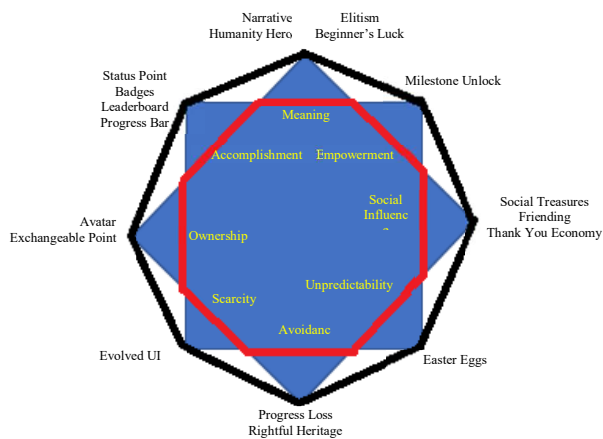 Narrative
Humanity Hero
Elitism
Beginner's Luck
Status Point
Badges
Leaderboard
Progress Bar
Milestone Unlock
Meaning
Accomplishment
Empowerment
Social
Influenc
Social Treasures
Friending
Thank You Economy
Avatar
Exchangeable Point
Ownership
Unpredictability
Scarcity
Avoidanc
Evolved UI
Easter Eggs
Progress Loss
Rightful Heritage